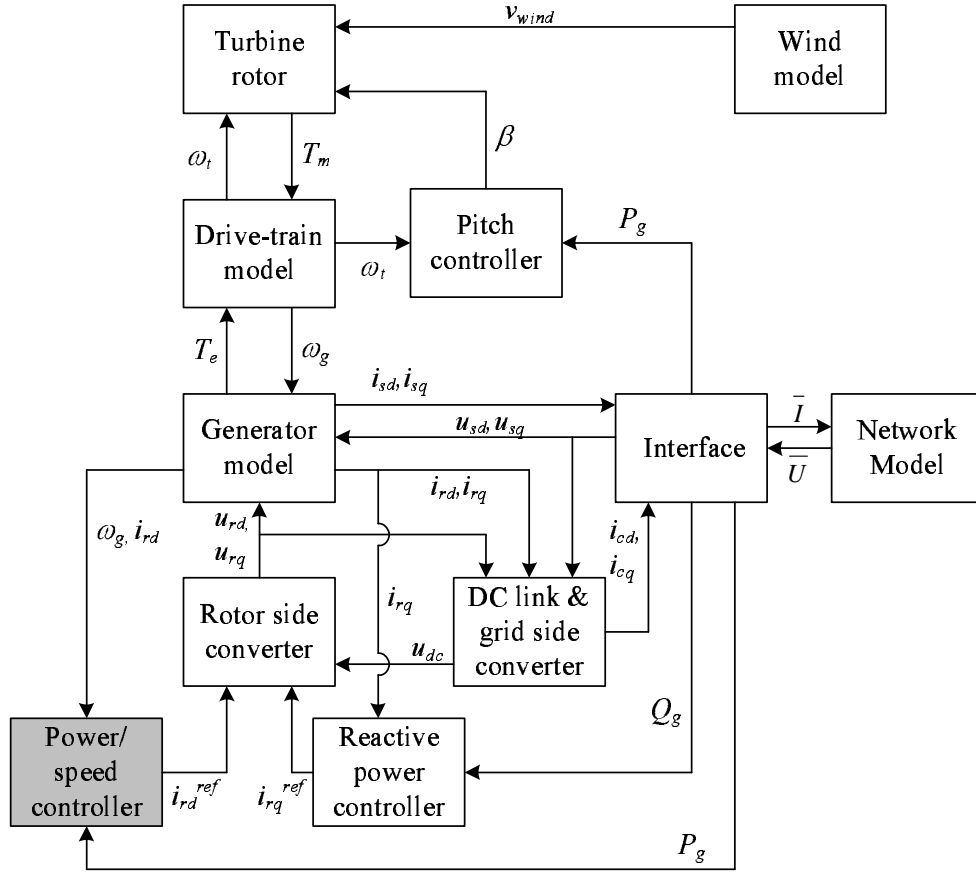 Turbine
rotor
v_wind
Wind
model
ω_t
T_m
β
Drive-train
model
ω_t
Pitch
controller
P_g
T_e
ω_g
i_sd, i_sq
Generator
model
u_sd, u_sq
Interface
I̅
U̅
Network
Model
ω_g, i_rd
u_rd,
u_rq
i_rd, i_rq
i_cd,
i_cq
Rotor side
converter
i_rq
DC link &
grid side
converter
u_dc
Q_g
Power/
speed
controller
i_rd^ref
i_rq^ref
Reactive
power
controller
P_g